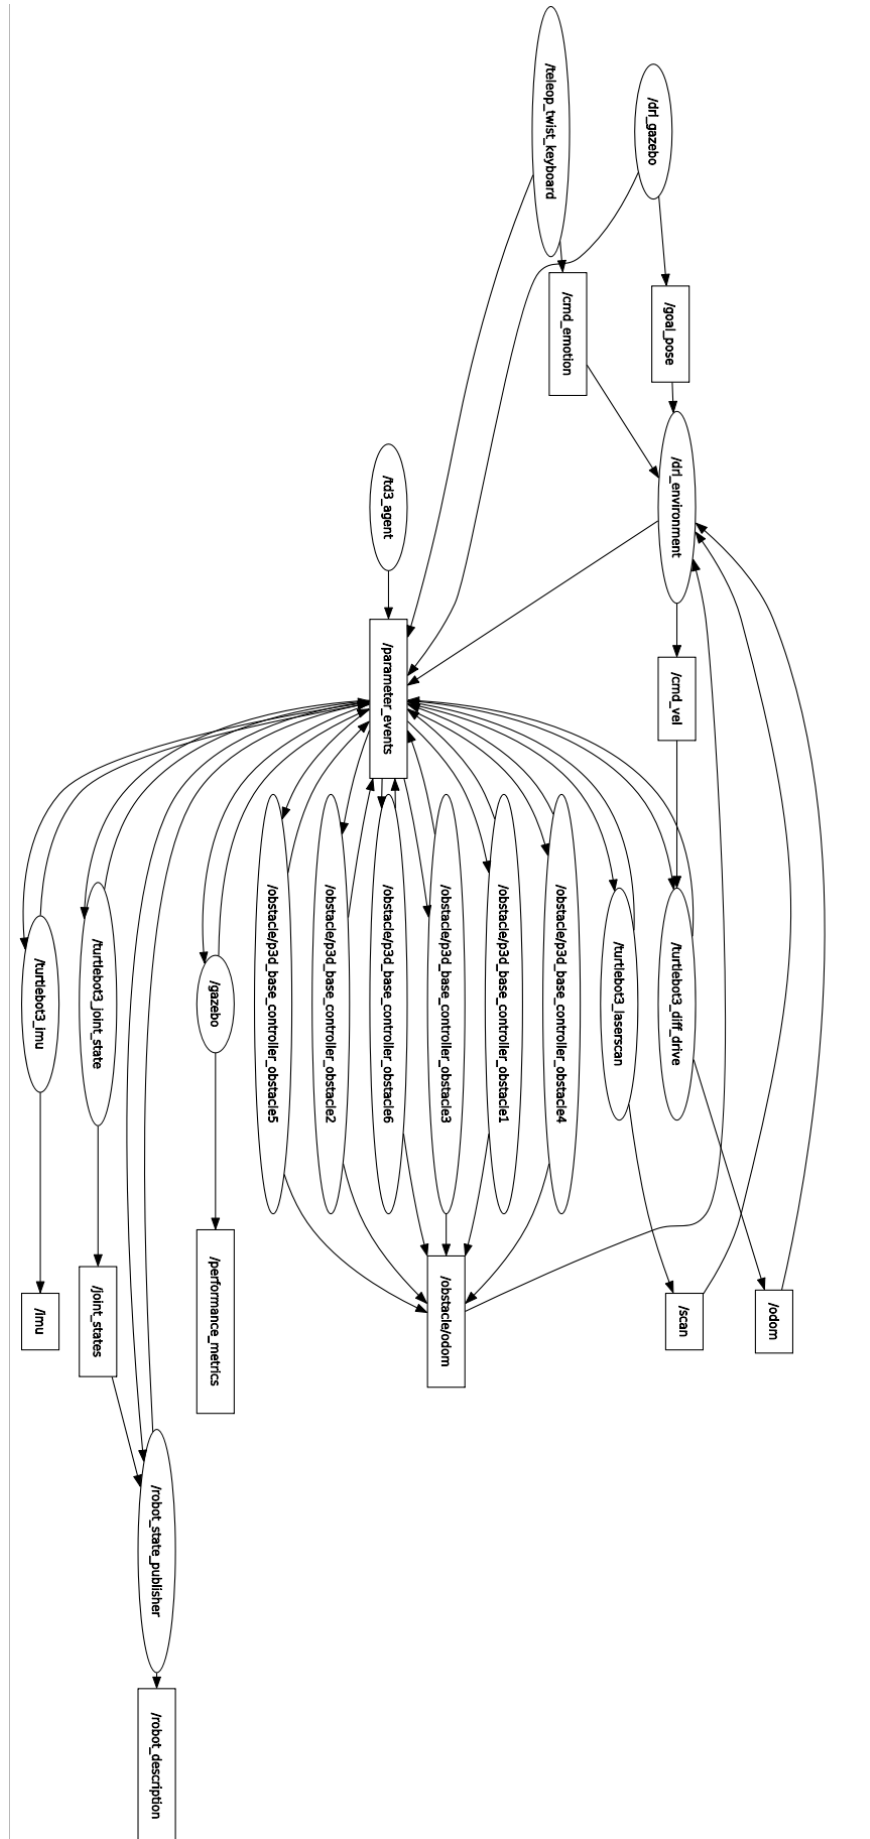 /teleop_twist_keyboard
/drl_gazebo
/cmd_emotion
/goal_pose
/td3_agent
/drl_environment
/parameter_events
/cmd_vel
/turtlebot3_imu
/turtlebot3_joint_state
/gazebo
/obstacle/p3d_base_controller_obstacle5
/obstacle/p3d_base_controller_obstacle2
/obstacle/p3d_base_controller_obstacle6
/obstacle/p3d_base_controller_obstacle3
/obstacle/p3d_base_controller_obstacle1
/obstacle/p3d_base_controller_obstacle4
/turtlebot3_laserscan
/turtlebot3_diff_drive
/imu
/joint_states
/performance_metrics
/obstacle/odom
/scan
/odom
/robot_state_publisher
/robot_description